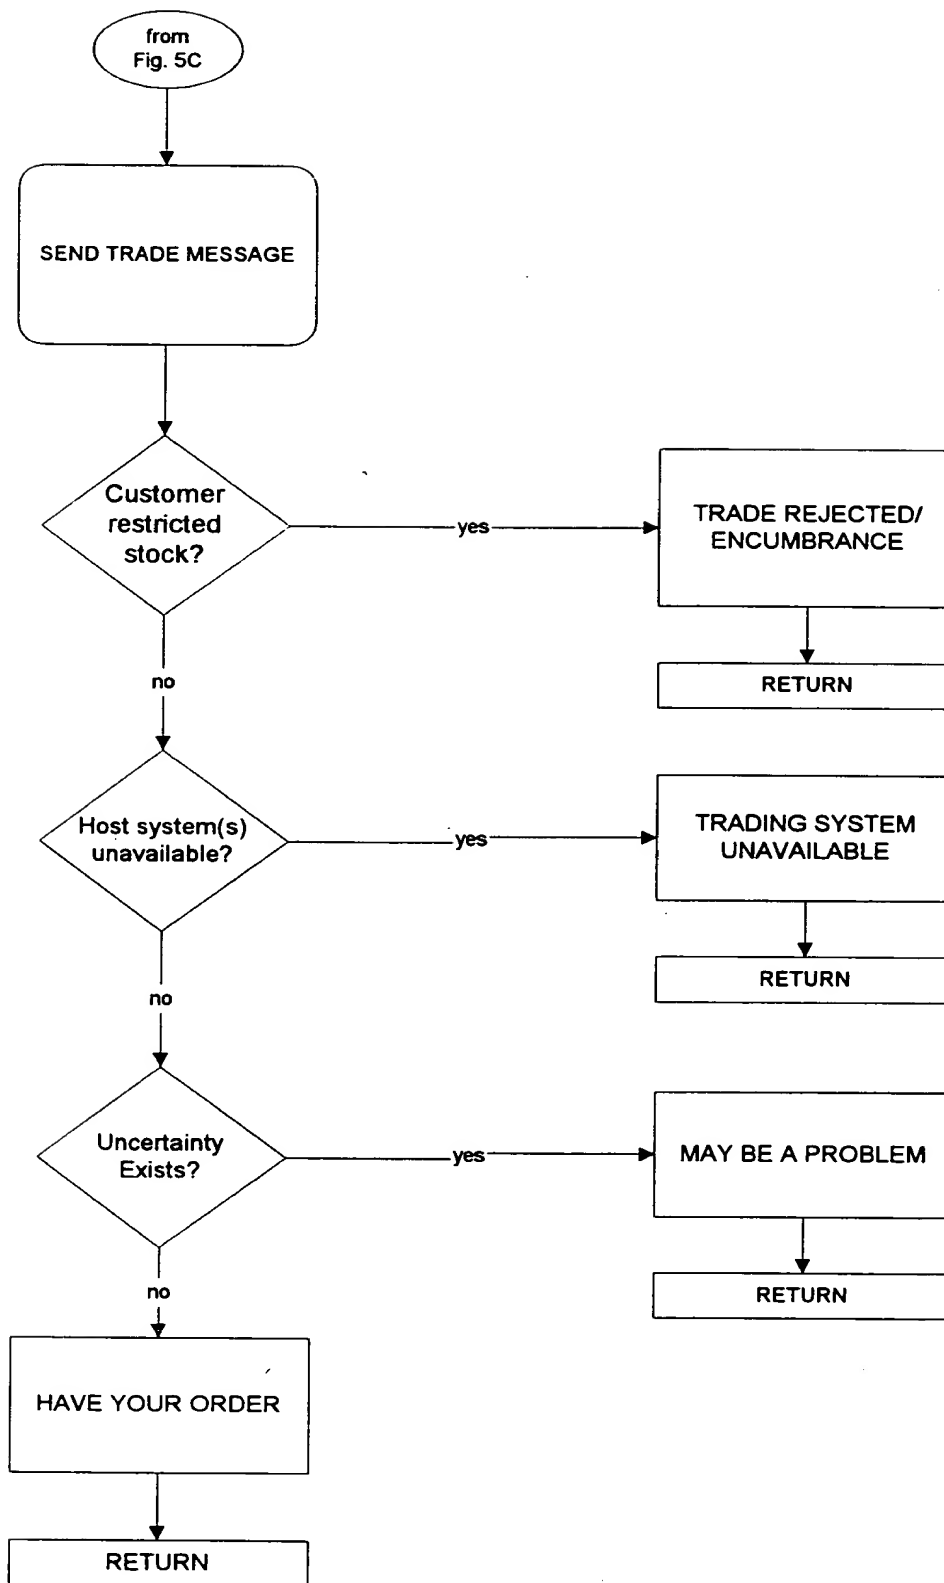 from
Fig. 5C
SEND TRADE MESSAGE
Customer
restricted
stock?
yes
TRADE REJECTED/
ENCUMBRANCE
RETURN
no
Host system(s)
unavailable?
yes
TRADING SYSTEM
UNAVAILABLE
RETURN
no
Uncertainty
Exists?
yes
MAY BE A PROBLEM
RETURN
no
HAVE YOUR ORDER
RETURN